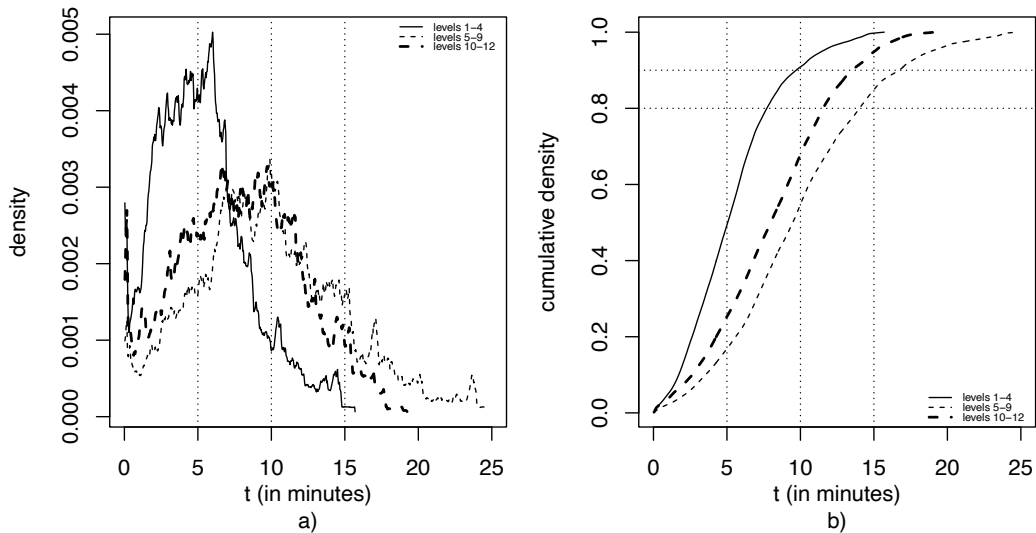 levels 1−4
levels 5−9
levels 10−12
0.005
0.004
0.003
0.002
0.001
0.000
density
0 5 10 15 20 25
t (in minutes)
a)
1.0
0.8
0.6
0.4
0.2
0.0
cumulative density
levels 1−4
levels 5−9
levels 10−12
0 5 10 15 20 25
t (in minutes)
b)